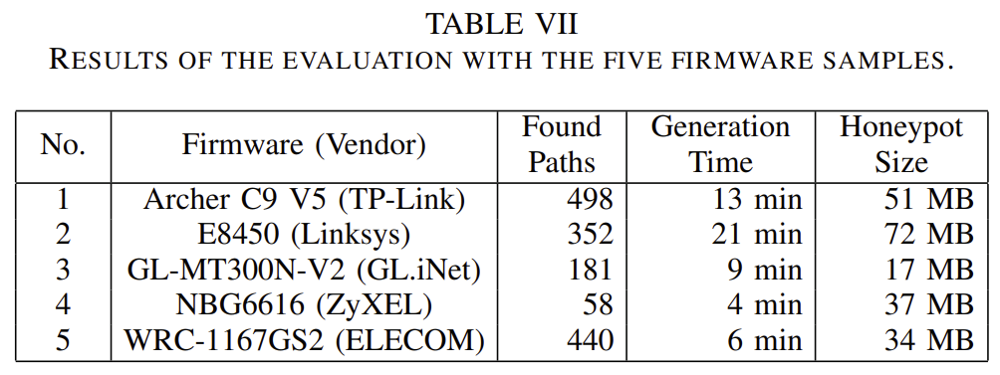 TABLE VII
RESULTS OF THE EVALUATION WITH THE FIVE FIRMWARE SAMPLES.
No. Firmware (Vendor) Found Paths Generation Time Honeypot Size
1 Archer C9 V5 (TP-Link) 498 13 min 51 MB
2 E8450 (Linksys) 352 21 min 72 MB
3 GL-MT300N-V2 (GL.iNet) 181 9 min 17 MB
4 NBG6616 (ZyXEL) 58 4 min 37 MB
5 WRC-1167GS2 (ELECOM) 440 6 min 34 MB